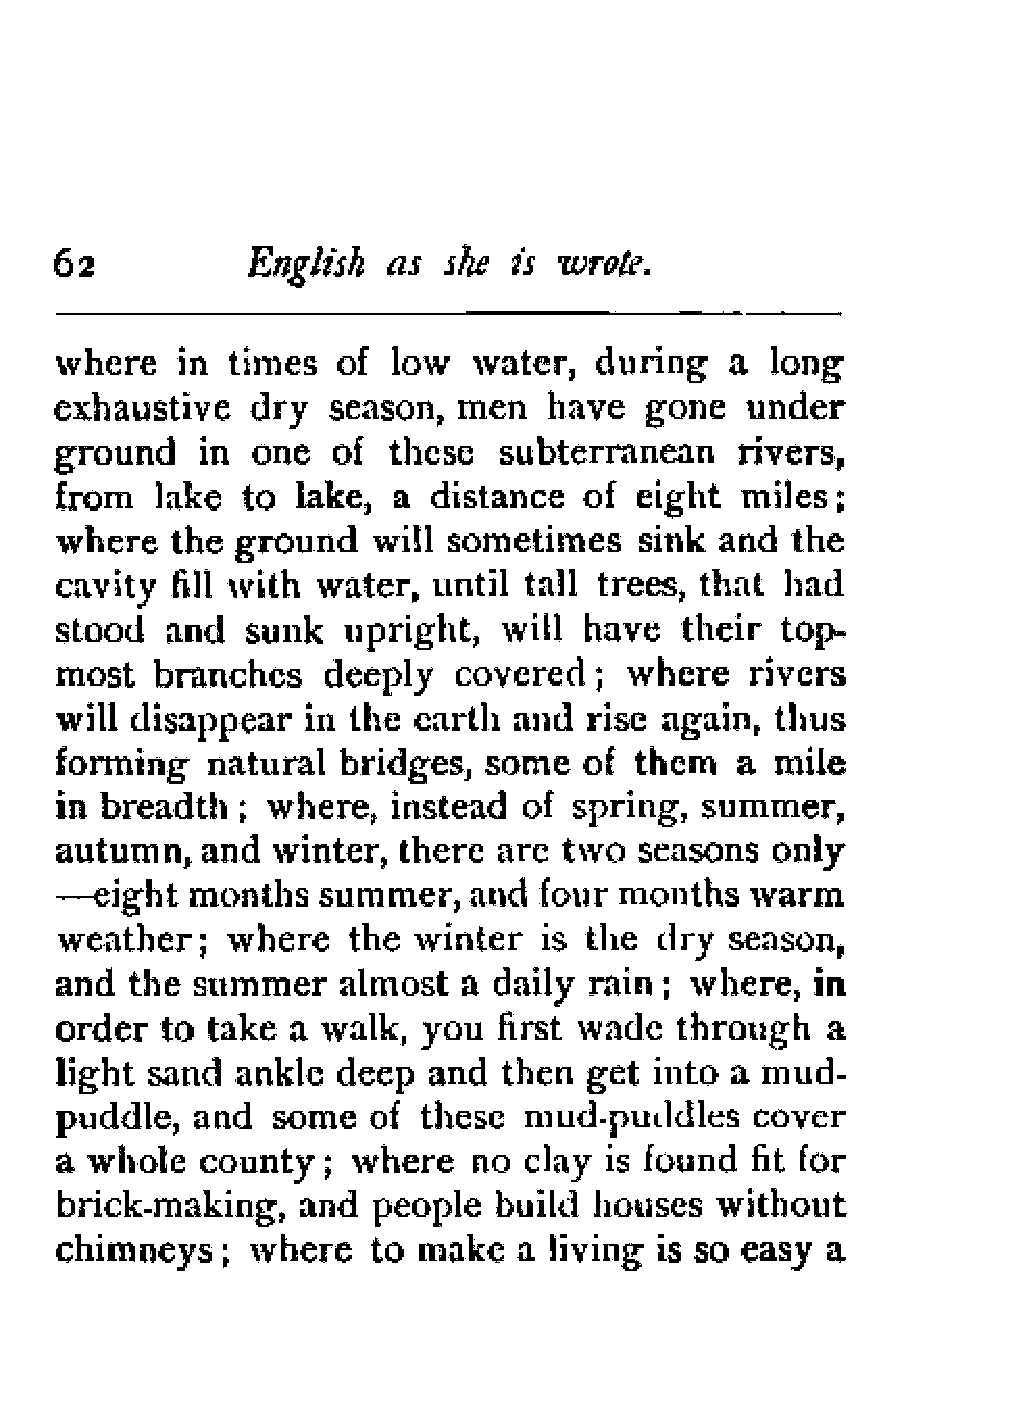 62 English as she is wrote.
where in times of low water, during a long
exhaustive dry season, men have gone under
ground in one of these subterranean rivers,
from lake to lake, a distance of eight miles;
where the ground will sometimes sink and the
cavity fill with water, until tall trees, that had
stood and sunk upright, will have their top-
most branches deeply covered; where rivers
will disappear in the earth and rise again, thus
forming natural bridges, some of them a mile
in breadth; where, instead of spring, summer,
autumn, and winter, there are two seasons only
—eight months summer, and four months warm
weather; where the winter is the dry season,
and the summer almost a daily rain; where, in
order to take a walk, you first wade through a
light sand ankle deep and then get into a mud-
puddle, and some of these mud-puddles cover
a whole county; where no clay is found fit for
brick-making, and people build houses without
chimneys; where to make a living is so easy a